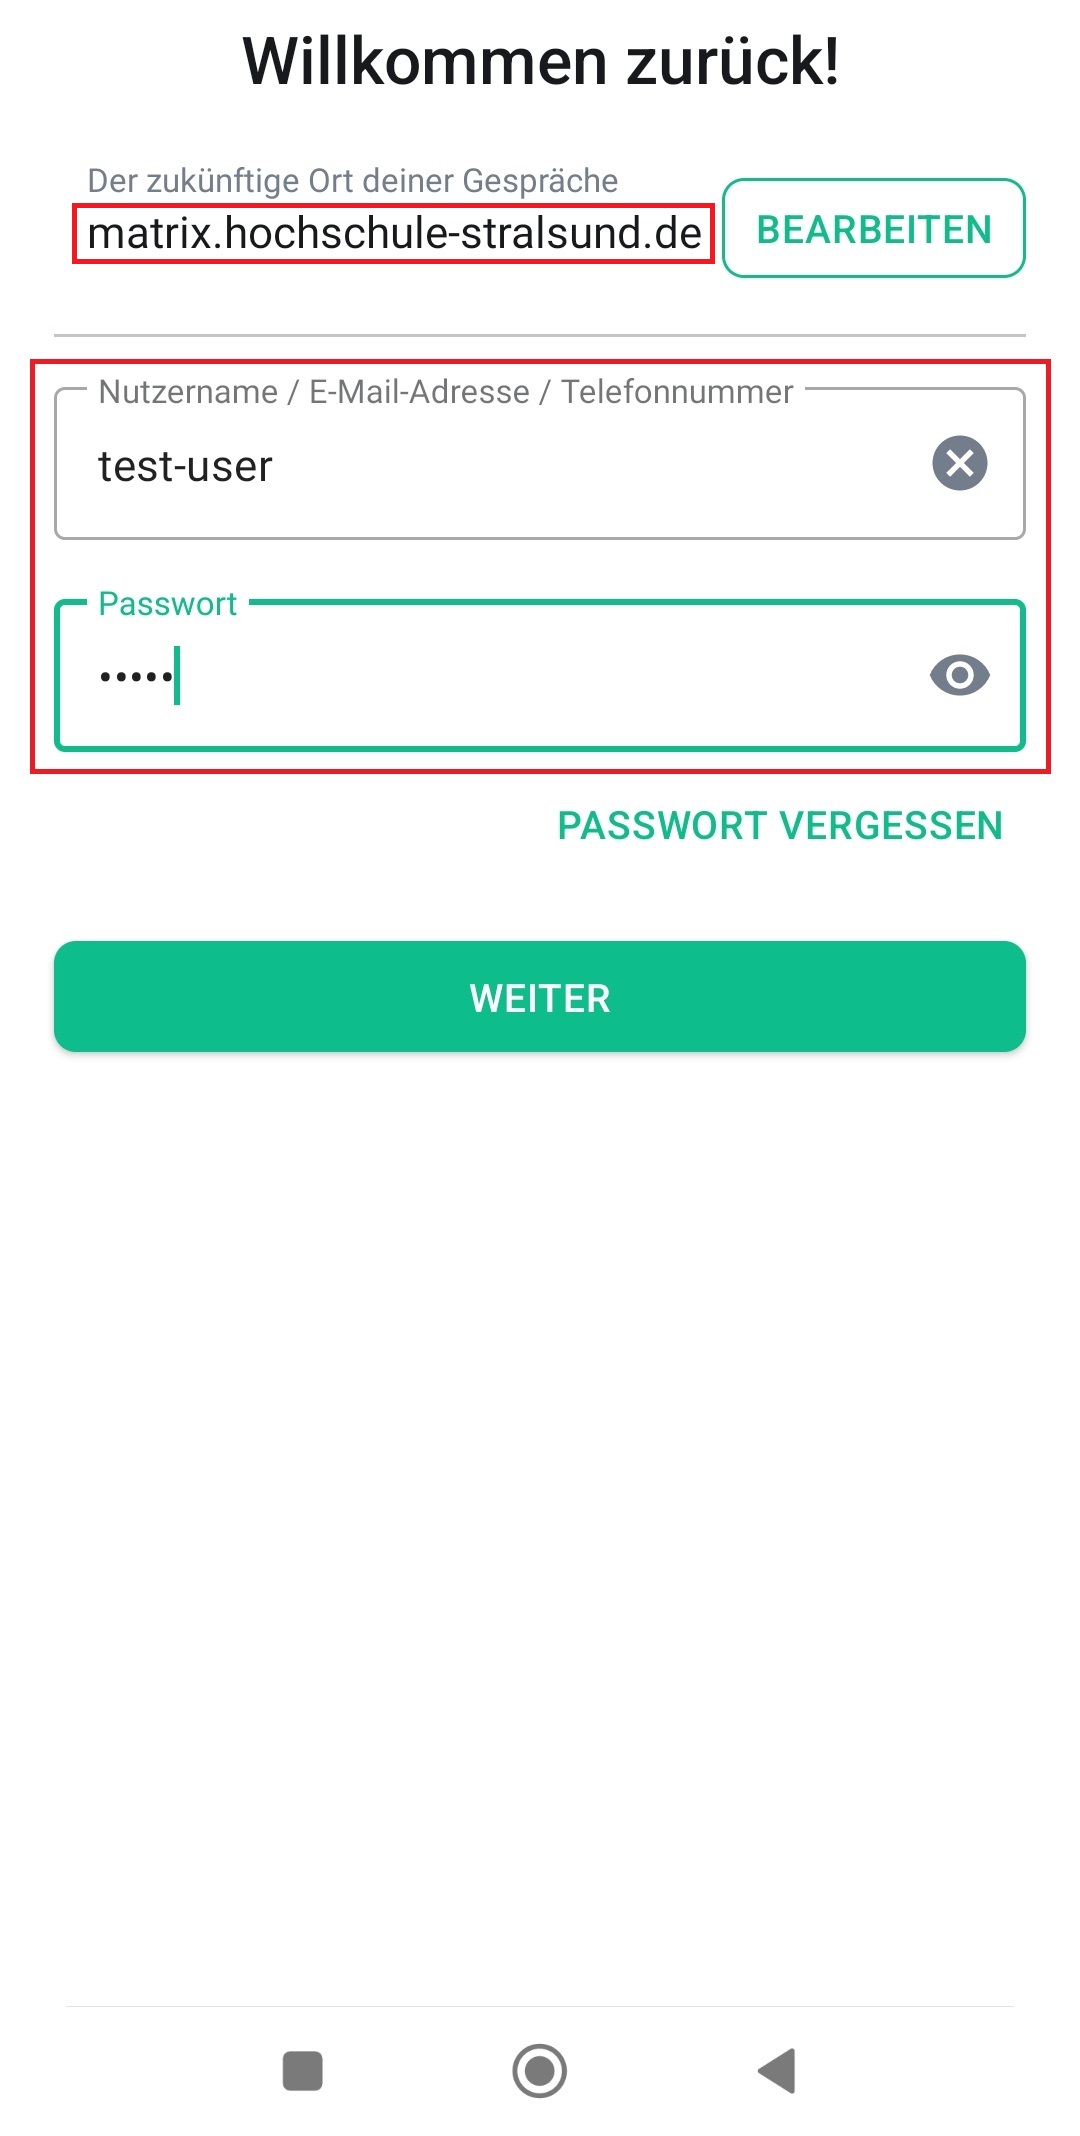 Willkommen zurück!
Der zukünftige Ort deiner Gespräche
matrix.hochschule-stralsund.de
BEARBEITEN
Nutzername / E-Mail-Adresse / Telefonnummer
test-user
Passwort
•••••
PASSWORT VERGESSEN
WEITER